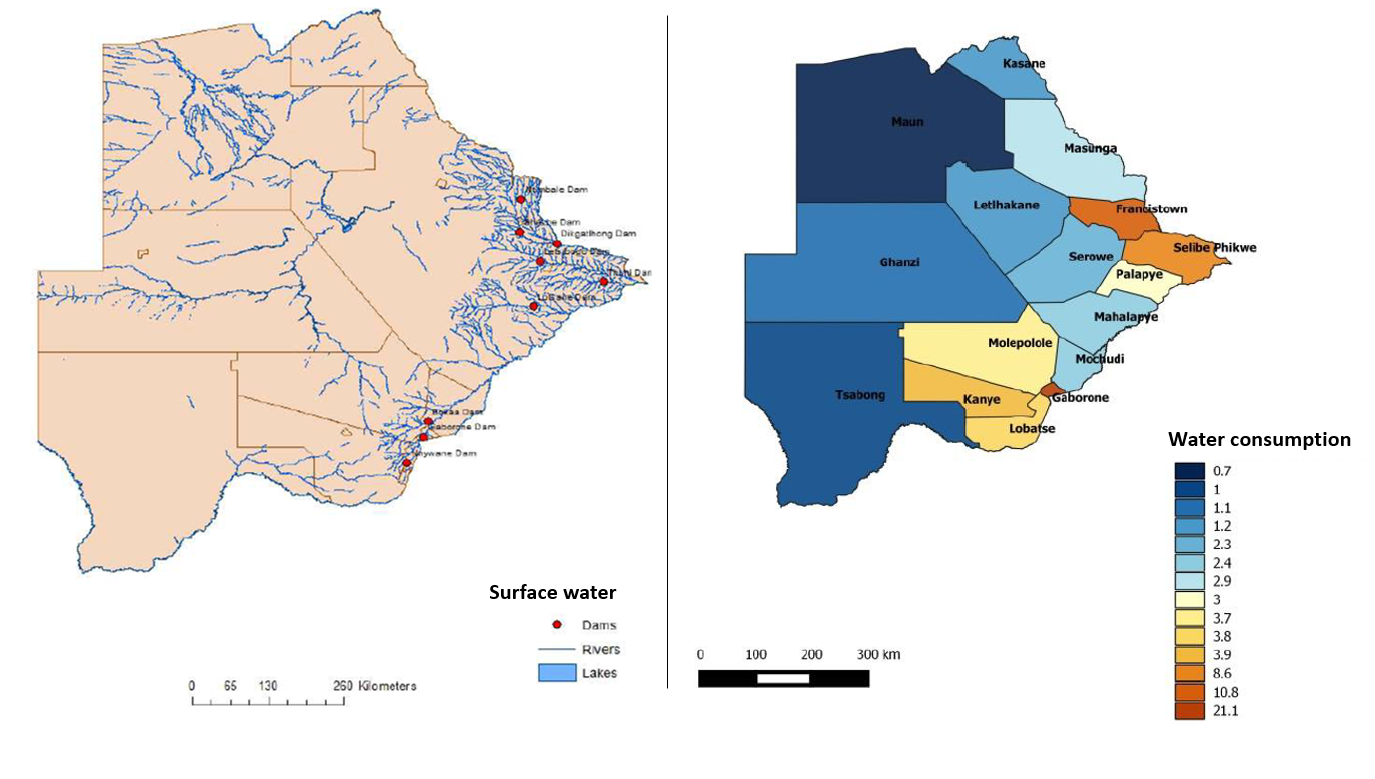 Dikgatlhong Dam
Gaborone Dam
Surface water
Dams
Rivers
Lakes
0 65 130 260 Kilometers
Kasane
Maun
Masunga
Letlhakane
Francistown
Selibe Phikwe
Serowe
Ghanzi
Palapye
Mahalapye
Molepolole
Mochudi
Tsabong
Kanye
Gaborone
Lobatse
Water consumption
0.7
1
1.1
1.2
2.3
2.4
2.9
3
3.7
3.8
3.9
8.6
10.8
21.1
0 100 200 300 km